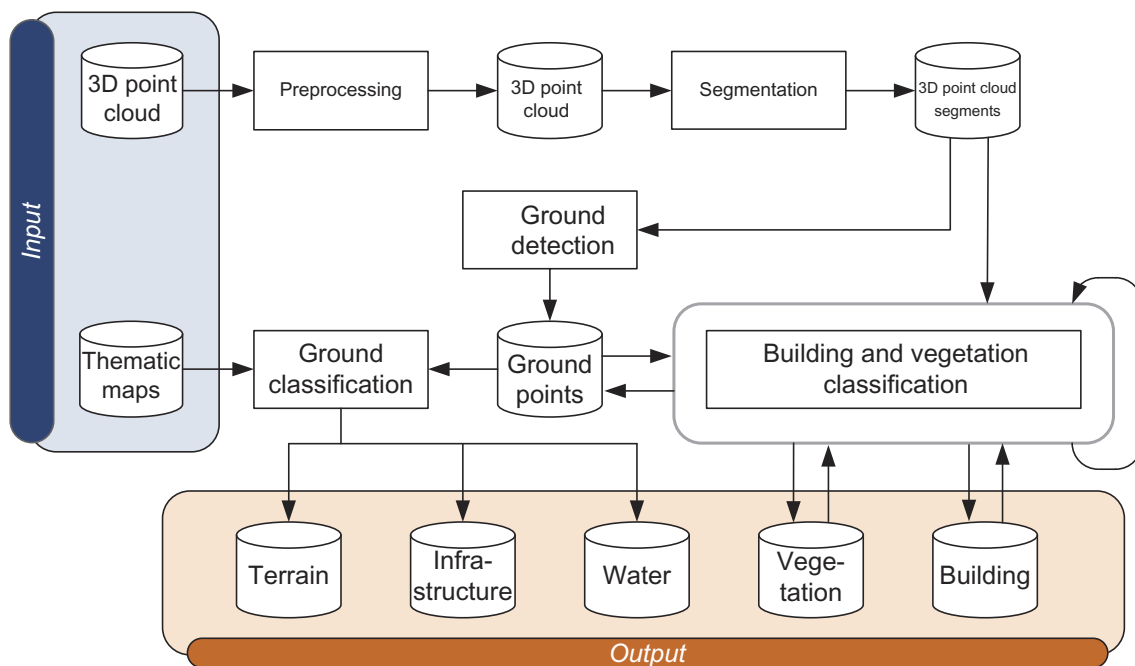 Input
3D point
cloud
Preprocessing
3D point
cloud
Segmentation
3D point cloud
segments
Ground
detection
Thematic
maps
Ground
classification
Ground
points
Building and vegetation
classification
Terrain
Infra-
structure
Water
Vege-
tation
Building
Output